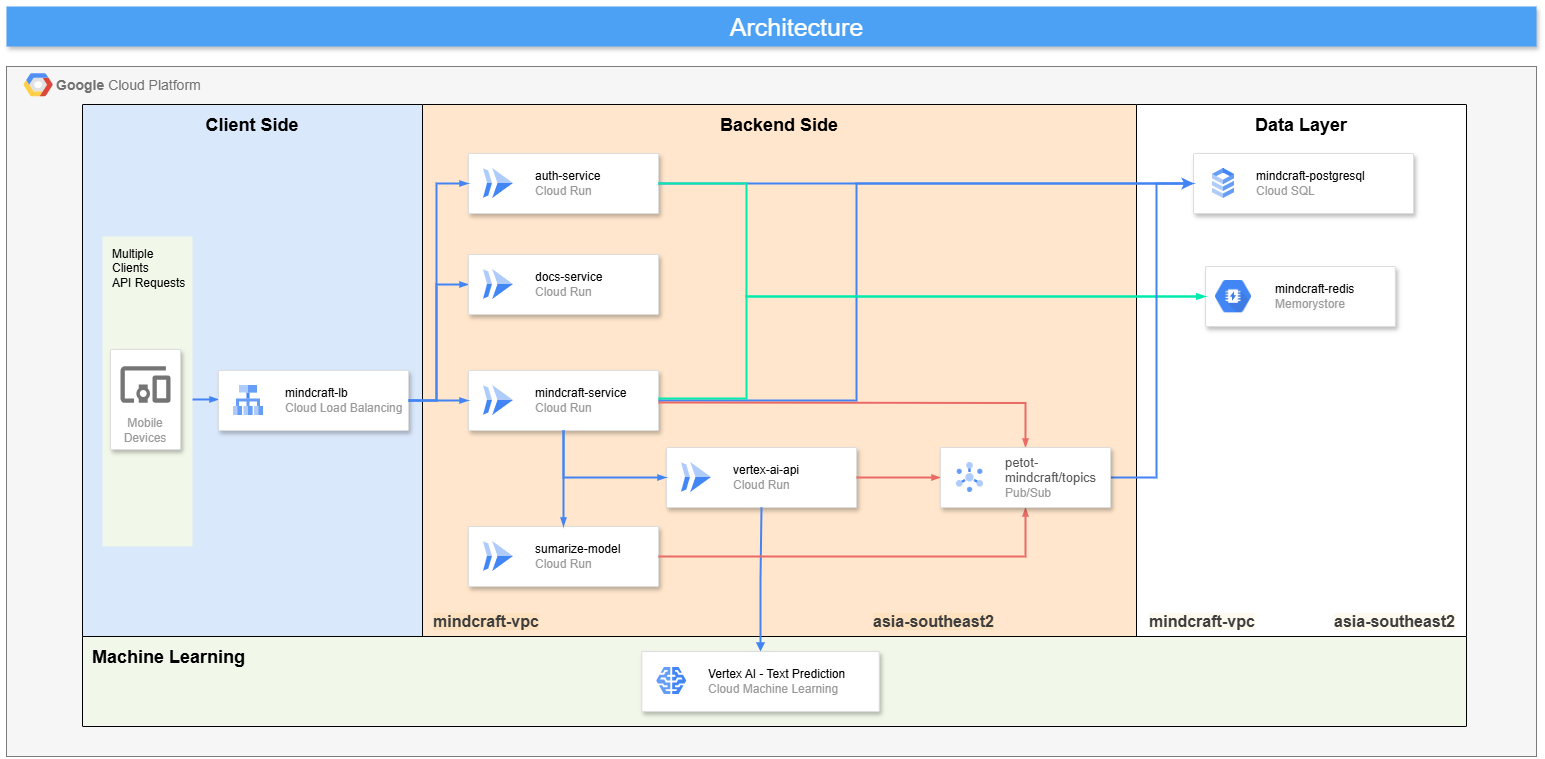 Architecture
Google Cloud Platform
Client Side
Backend Side
Data Layer
auth-service
Cloud Run
mindcraft-postgresql
Cloud SQL
Multiple
Clients
API Requests
docs-service
Cloud Run
mindcraft-redis
Memorystore
Mobile
Devices
mindcraft-lb
Cloud Load Balancing
mindcraft-service
Cloud Run
vertex-ai-api
Cloud Run
petot-
mindcraft/topics
Pub/Sub
sumarize-model
Cloud Run
mindcraft-vpc
asia-southeast2
mindcraft-vpc
asia-southeast2
Machine Learning
Vertex AI - Text Prediction
Cloud Machine Learning